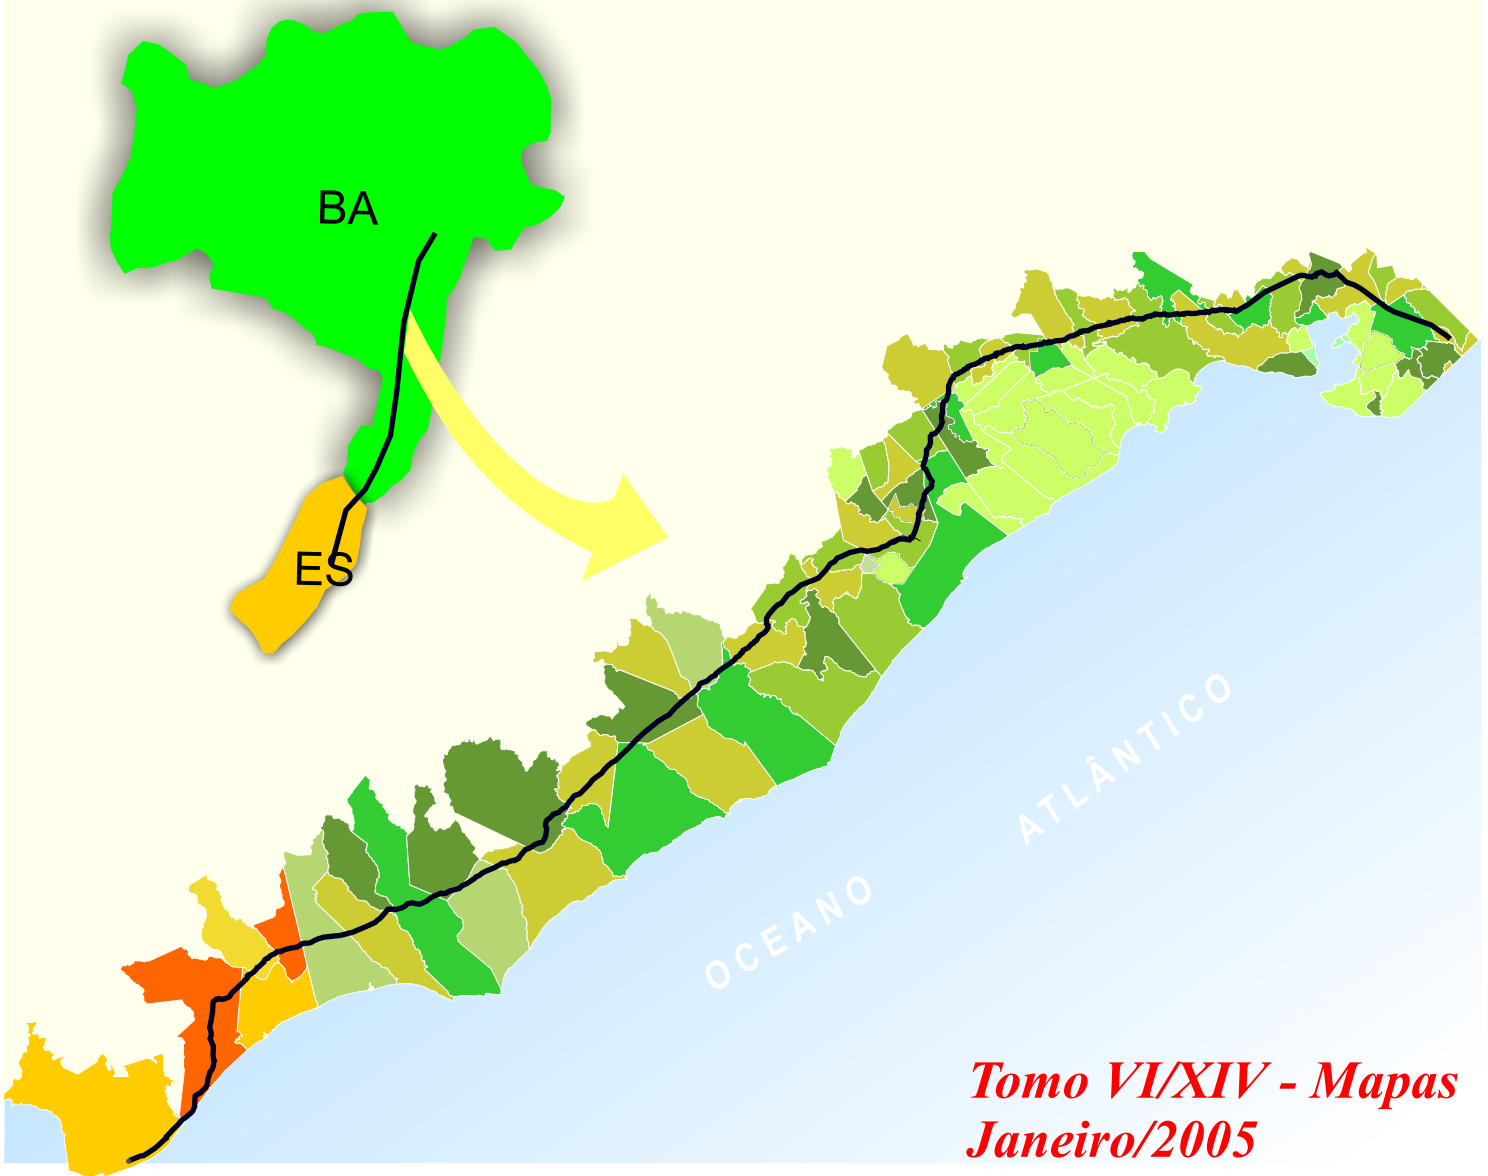 BA
ES
OCEANO ATLÂNTICO
Tomo VI/XIV - Mapas
Janeiro/2005